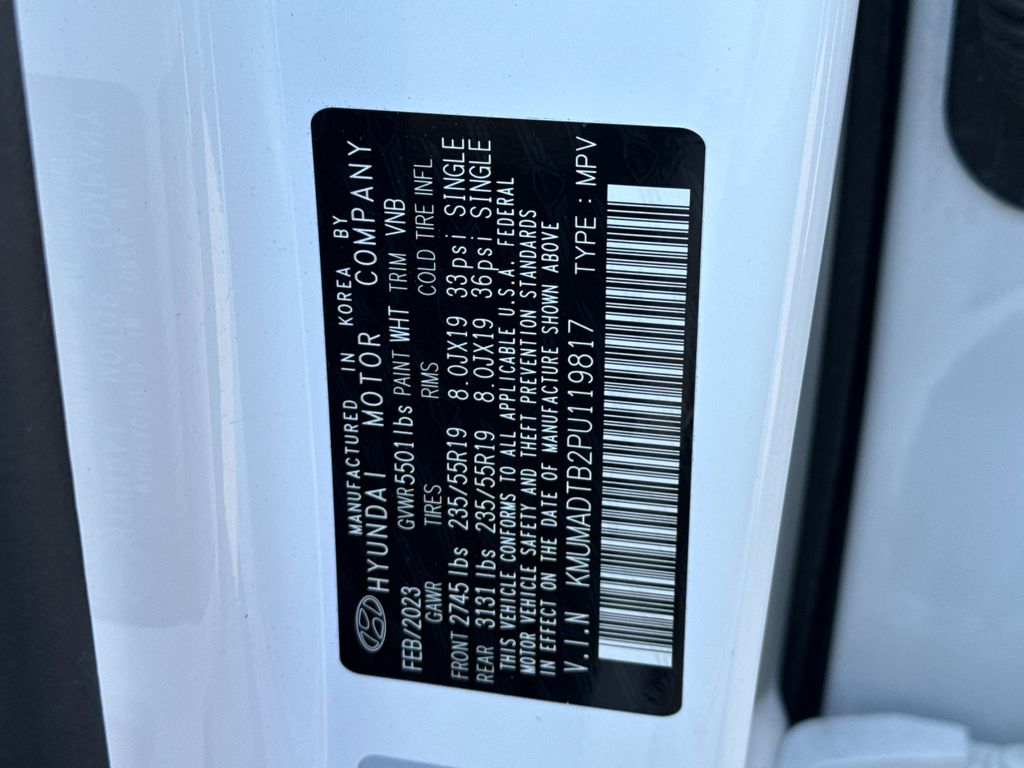 MANUFACTURED IN KOREA BY
HYUNDAI MOTOR COMPANY
FEB/2023 GVWR 5501 lbs PAINT WHT TRIM VNB
GAWR TIRES RIMS COLD TIRE INFL
FRONT 2745 lbs 235/55R19 8.0JX19 33psi SINGLE
REAR 3131 lbs 235/55R19 8.0JX19 36psi SINGLE
THIS VEHICLE CONFORMS TO ALL APPLICABLE U.S.A. FEDERAL
MOTOR VEHICLE SAFETY AND THEFT PREVENTION STANDARDS
IN EFFECT ON THE DATE OF MANUFACTURE SHOWN ABOVE
V.I.N KMUMADTB2PU119817 TYPE : MPV